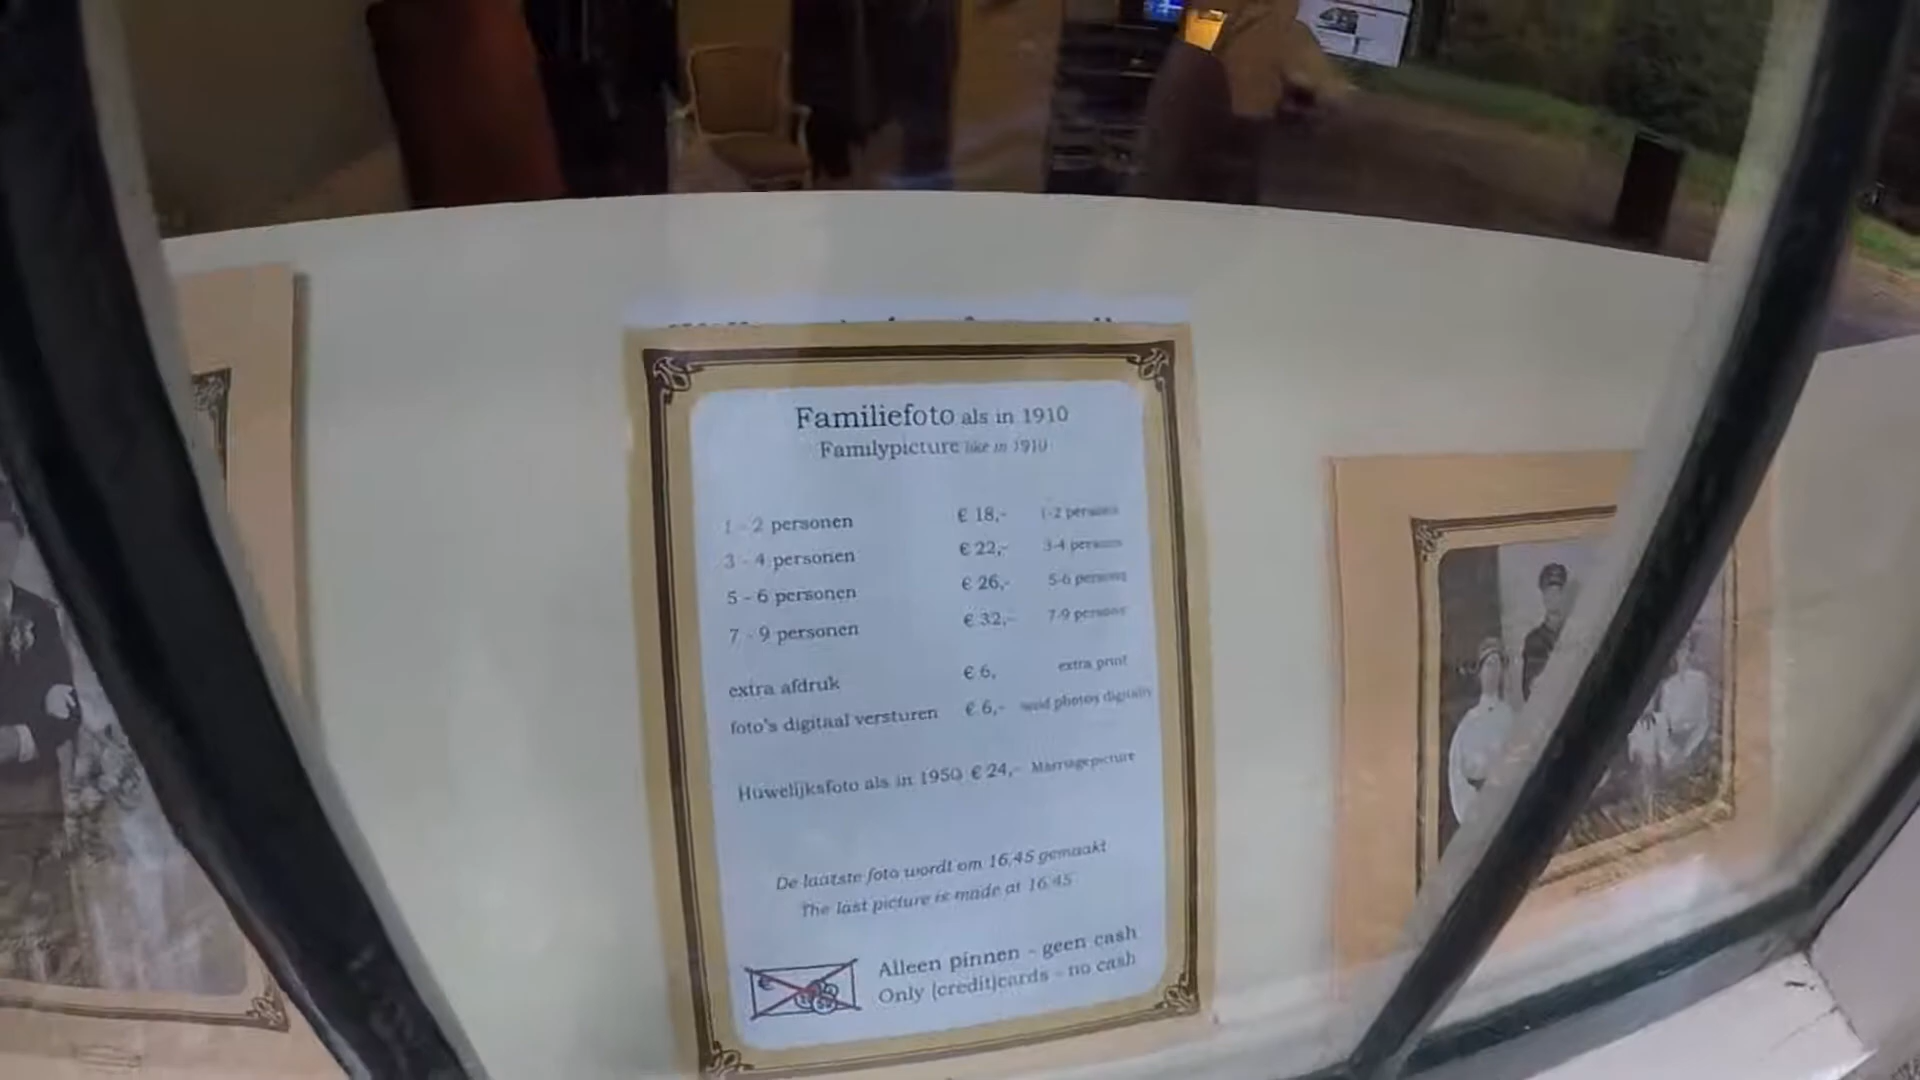 Familiefoto als in 1910
Familypicture like in 1910
1 - 2 personen € 18,- 1-2 persons
3 - 4 personen € 22,- 3-4 persons
5 - 6 personen € 26,- 5-6 persons
7 - 9 personen € 32,- 7-9 persons
extra afdruk € 6, extra print
foto's digitaal versturen € 6,- send photos digitally
Huwelijksfoto als in 1950 € 24,- Marriagepicture
De laatste foto wordt om 16.45 gemaakt
The last picture is made at 16.45
€
Alleen pinnen - geen cash
Only (credit)cards - no cash